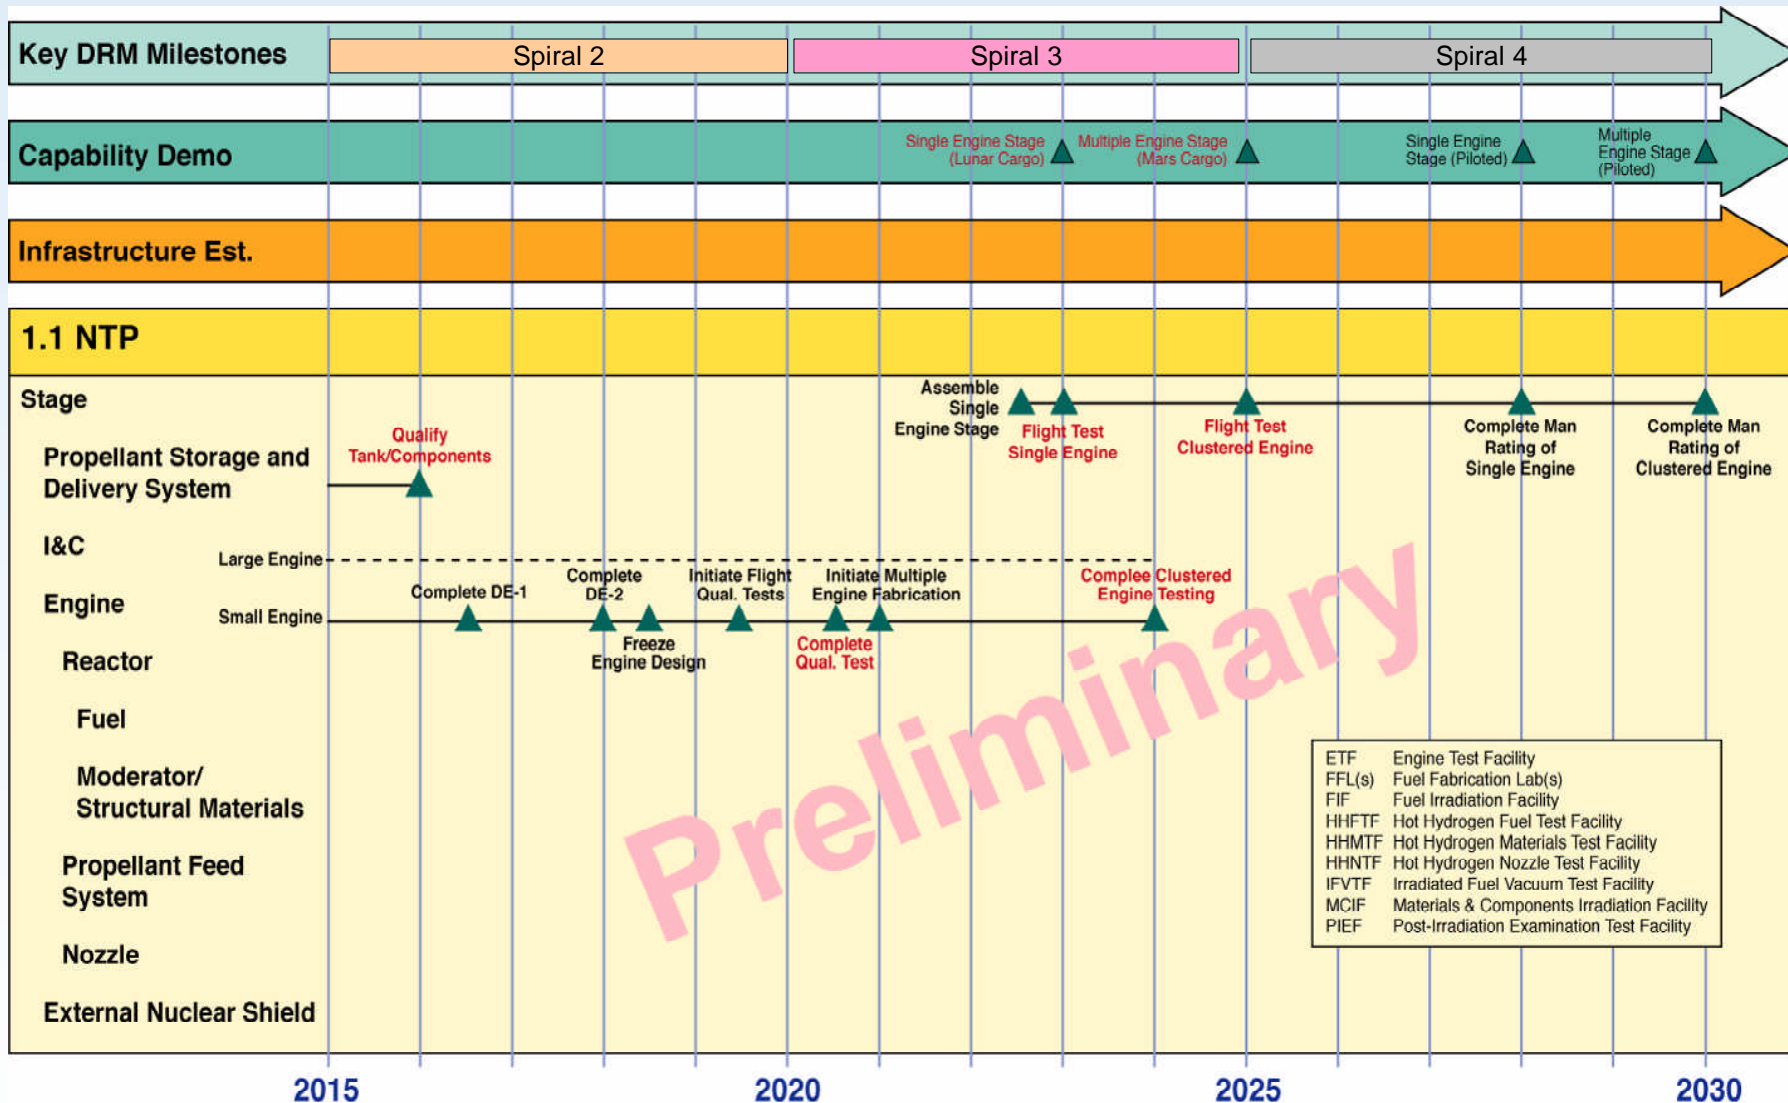 Key DRM Milestones
Spiral 2
Spiral 3
Spiral 4
Capability Demo
Single Engine Stage
(Lunar Cargo)
Multiple Engine Stage
(Mars Cargo)
Single Engine
Stage (Piloted)
Multiple
Engine Stage
(Piloted)
Infrastructure Est.
1.1 NTP
Stage
Assemble
Single
Engine Stage
Flight Test
Single Engine
Flight Test
Clustered Engine
Complete Man
Rating of
Single Engine
Complete Man
Rating of
Clustered Engine
Propellant Storage and
Delivery System
Qualify
Tank/Components
I&C
Large Engine
Engine
Small Engine
Complete DE-1
Complete
DE-2
Freeze
Engine Design
Initiate Flight
Qual. Tests
Complete
Qual. Test
Initiate Multiple
Engine Fabrication
Complee Clustered
Engine Testing
Reactor
Fuel
Moderator/
Structural Materials
Propellant Feed
System
Nozzle
External Nuclear Shield
Preliminary
ETF Engine Test Facility
FFL(s) Fuel Fabrication Lab(s)
FIF Fuel Irradiation Facility
HHFTF Hot Hydrogen Fuel Test Facility
HHMTF Hot Hydrogen Materials Test Facility
HHNTF Hot Hydrogen Nozzle Test Facility
IFVTF Irradiated Fuel Vacuum Test Facility
MCIF Materials & Components Irradiation Facility
PIEF Post-Irradiation Examination Test Facility
2015
2020
2025
2030